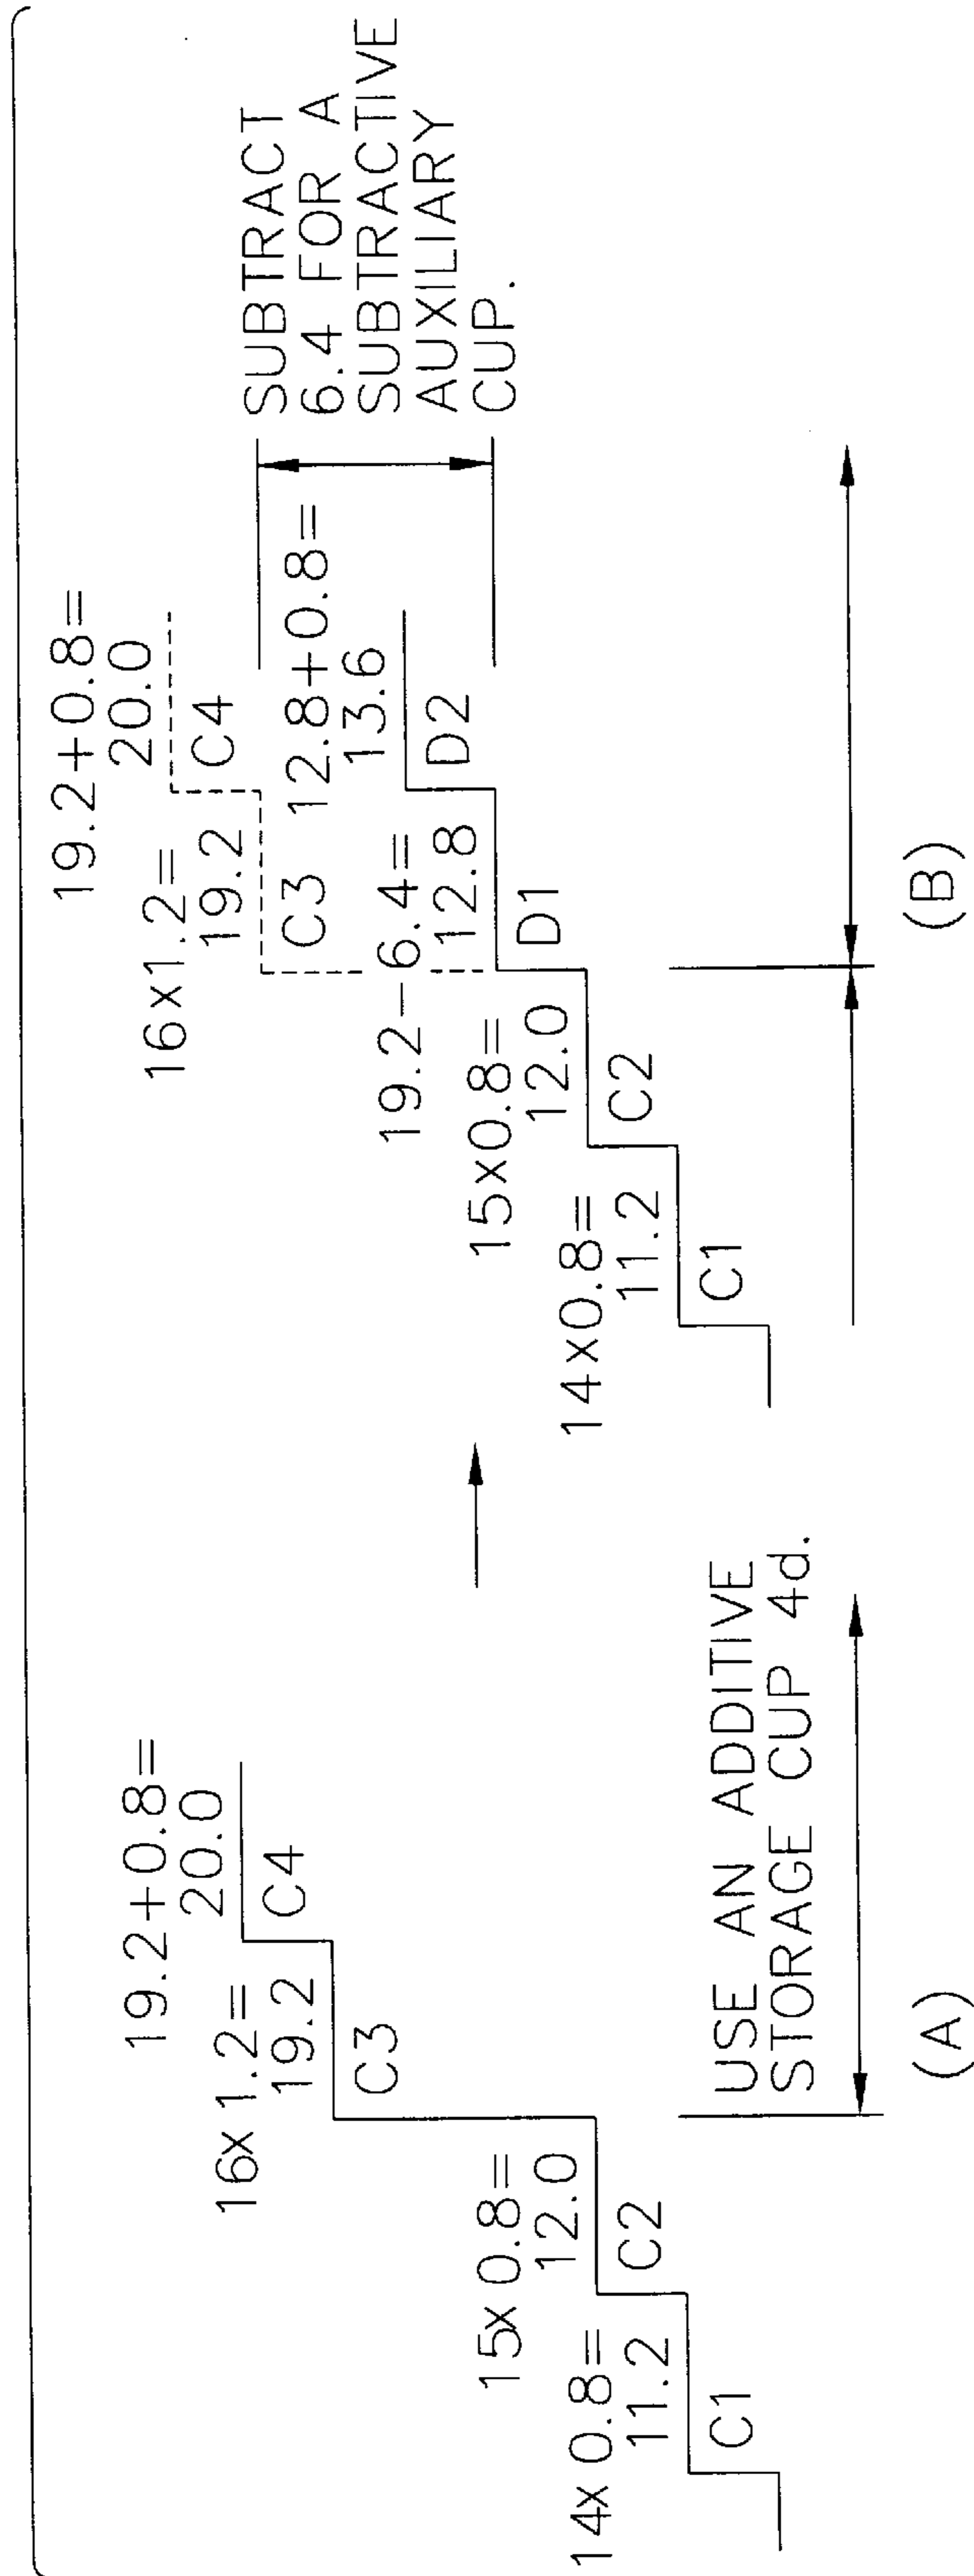 14x 0.8=
11.2
C1
15x 0.8=
12.0
C2
16x 1.2=
19.2
C3
19.2+0.8=
20.0
C4
USE AN ADDITIVE
STORAGE CUP 4d.
(A)
14x0.8=
11.2
C1
15x0.8=
12.0
C2
19.2-6.4=
12.8
D1
16x1.2=
19.2
C3
12.8+0.8=
13.6
D2
19.2+0.8=
20.0
C4
SUBTRACT
6.4 FOR A
SUBTRACTIVE
AUXILIARY
CUP.
(B)